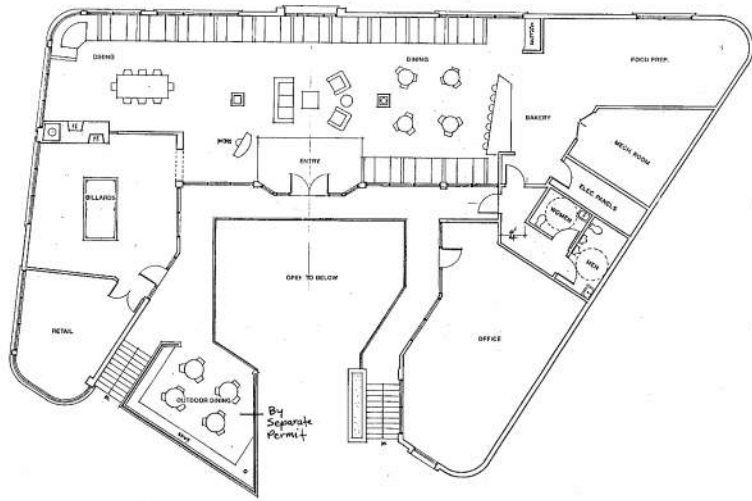 DINING
DINING
FOOD PREP.
BAKERY
MECH. ROOM
ENTRY
ELEC. PANELS
BILLARDS
WOMEN
MEN
OPEN TO BELOW
RETAIL
OFFICE
OUTDOOR DINING
By
Separate
Permit